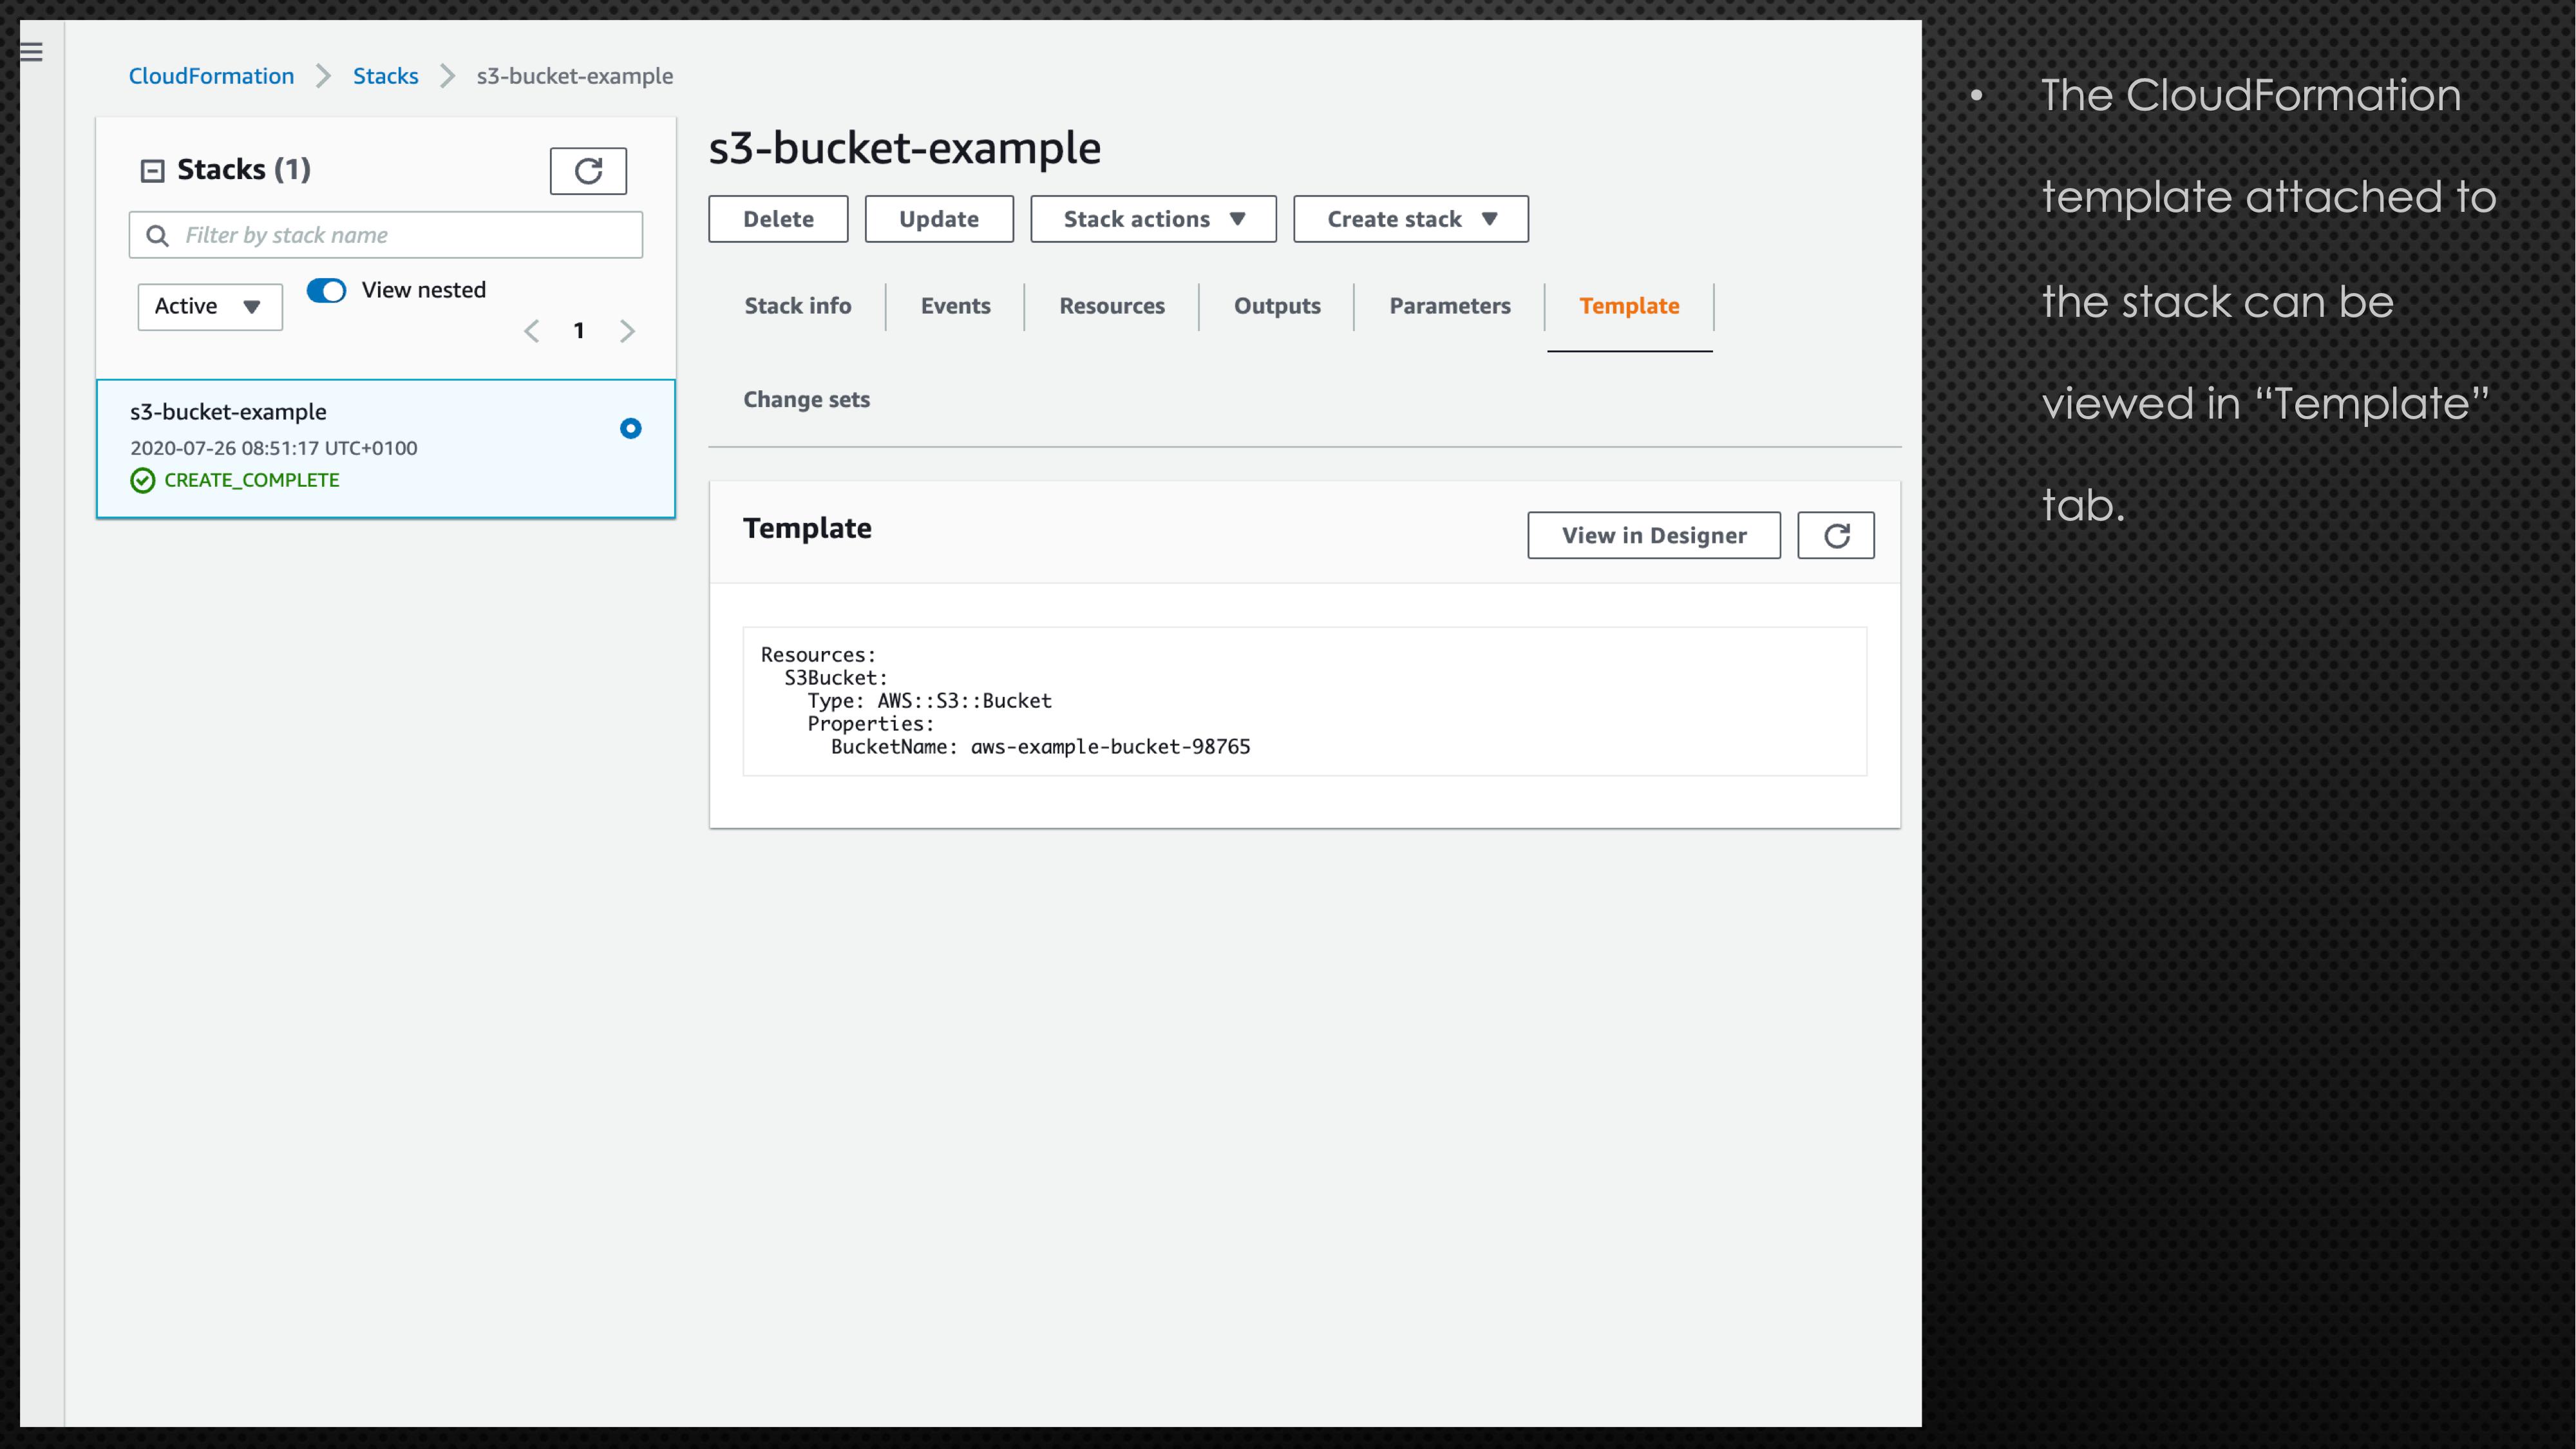 CloudFormation > Stacks > s3-bucket-example
Stacks (1)
Filter by stack name
Active
View nested
1
s3-bucket-example
2020-07-26 08:51:17 UTC+0100
CREATE_COMPLETE
s3-bucket-example
Delete Update Stack actions Create stack
Stack info Events Resources Outputs Parameters Template
Change sets
Template
View in Designer
Resources:
  S3Bucket:
    Type: AWS::S3::Bucket
    Properties:
      BucketName: aws-example-bucket-98765
• The CloudFormation
template attached to
the stack can be
viewed in “Template”
tab.